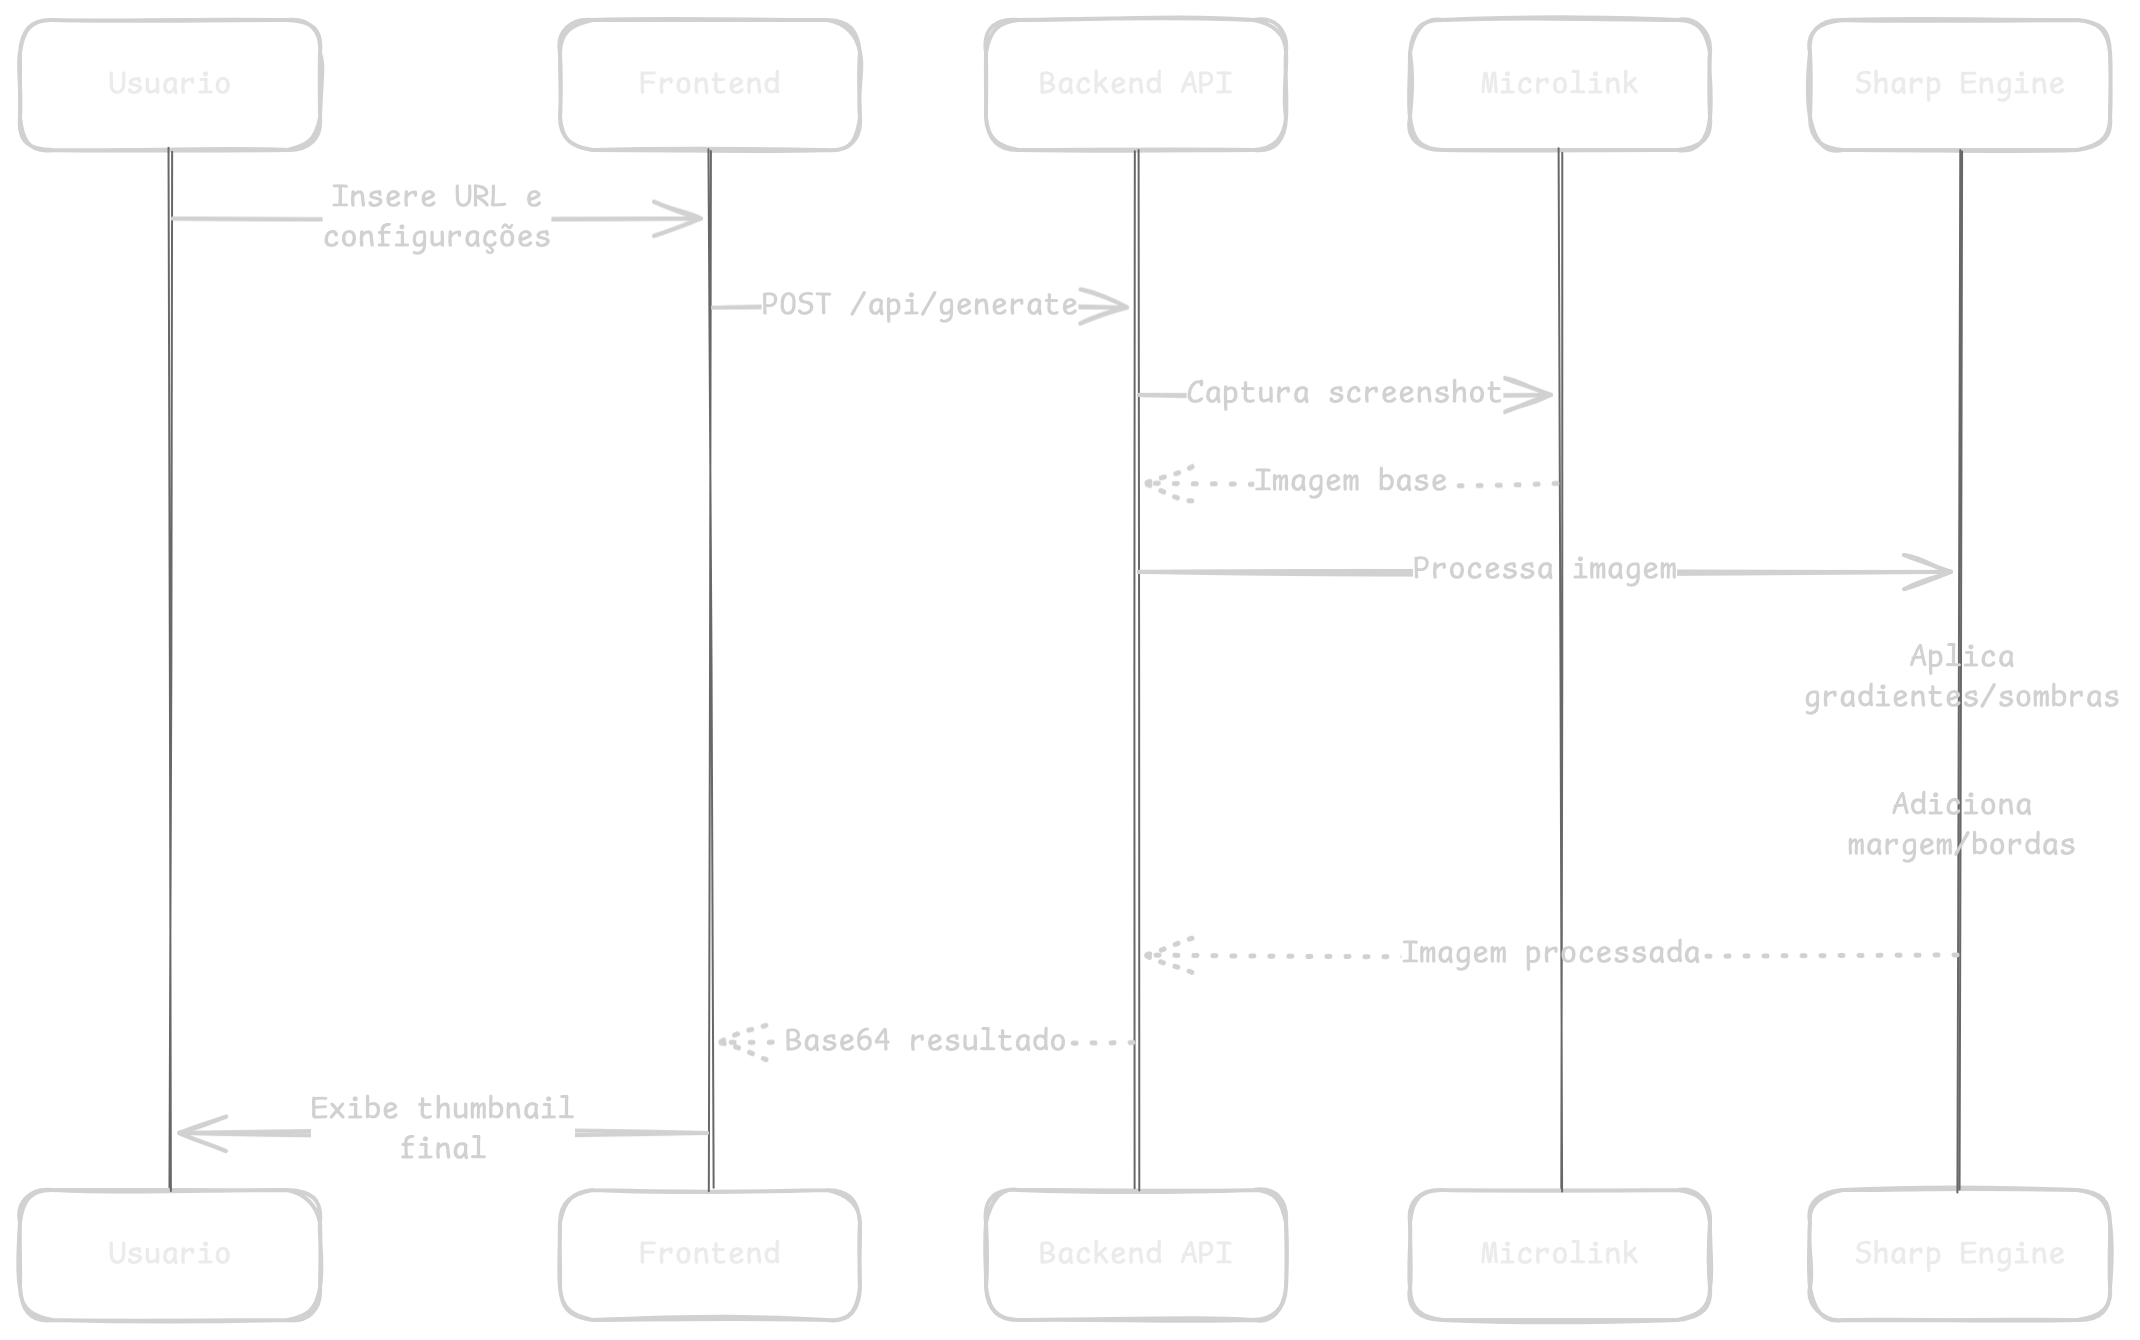 Usuario
Frontend
Backend API
Microlink
Sharp Engine
Insere URL e
configurações
POST /api/generate
Captura screenshot
Imagem base
Processa imagem
Aplica
gradientes/sombras
Adiciona
margem/bordas
Imagem processada
Base64 resultado
Exibe thumbnail
final
Usuario
Frontend
Backend API
Microlink
Sharp Engine